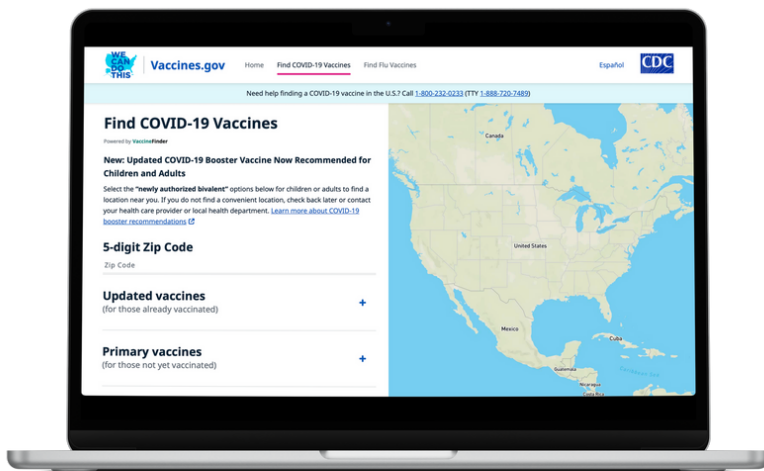 WE
CAN
DO
THIS
Vaccines.gov
Home
Find COVID-19 Vaccines
Find Flu Vaccines
Español
CDC
Need help finding a COVID-19 vaccine in the U.S.? Call 1-800-232-0233 (TTY 1-888-720-7489)
Find COVID-19 Vaccines
Powered by VaccineFinder
New: Updated COVID-19 Booster Vaccine Now Recommended for
Children and Adults
Select the "newly authorized bivalent" options below for children or adults to find a
location near you. If you do not find a convenient location, check back later or contact
your health care provider or local health department. Learn more about COVID-19
booster recommendations
5-digit Zip Code
Zip Code
Updated vaccines
(for those already vaccinated)
+
Primary vaccines
(for those not yet vaccinated)
+
Canada
United States
Mexico
Cuba
Guatemala
Nicaragua
Caribbean Sea
Costa Rica